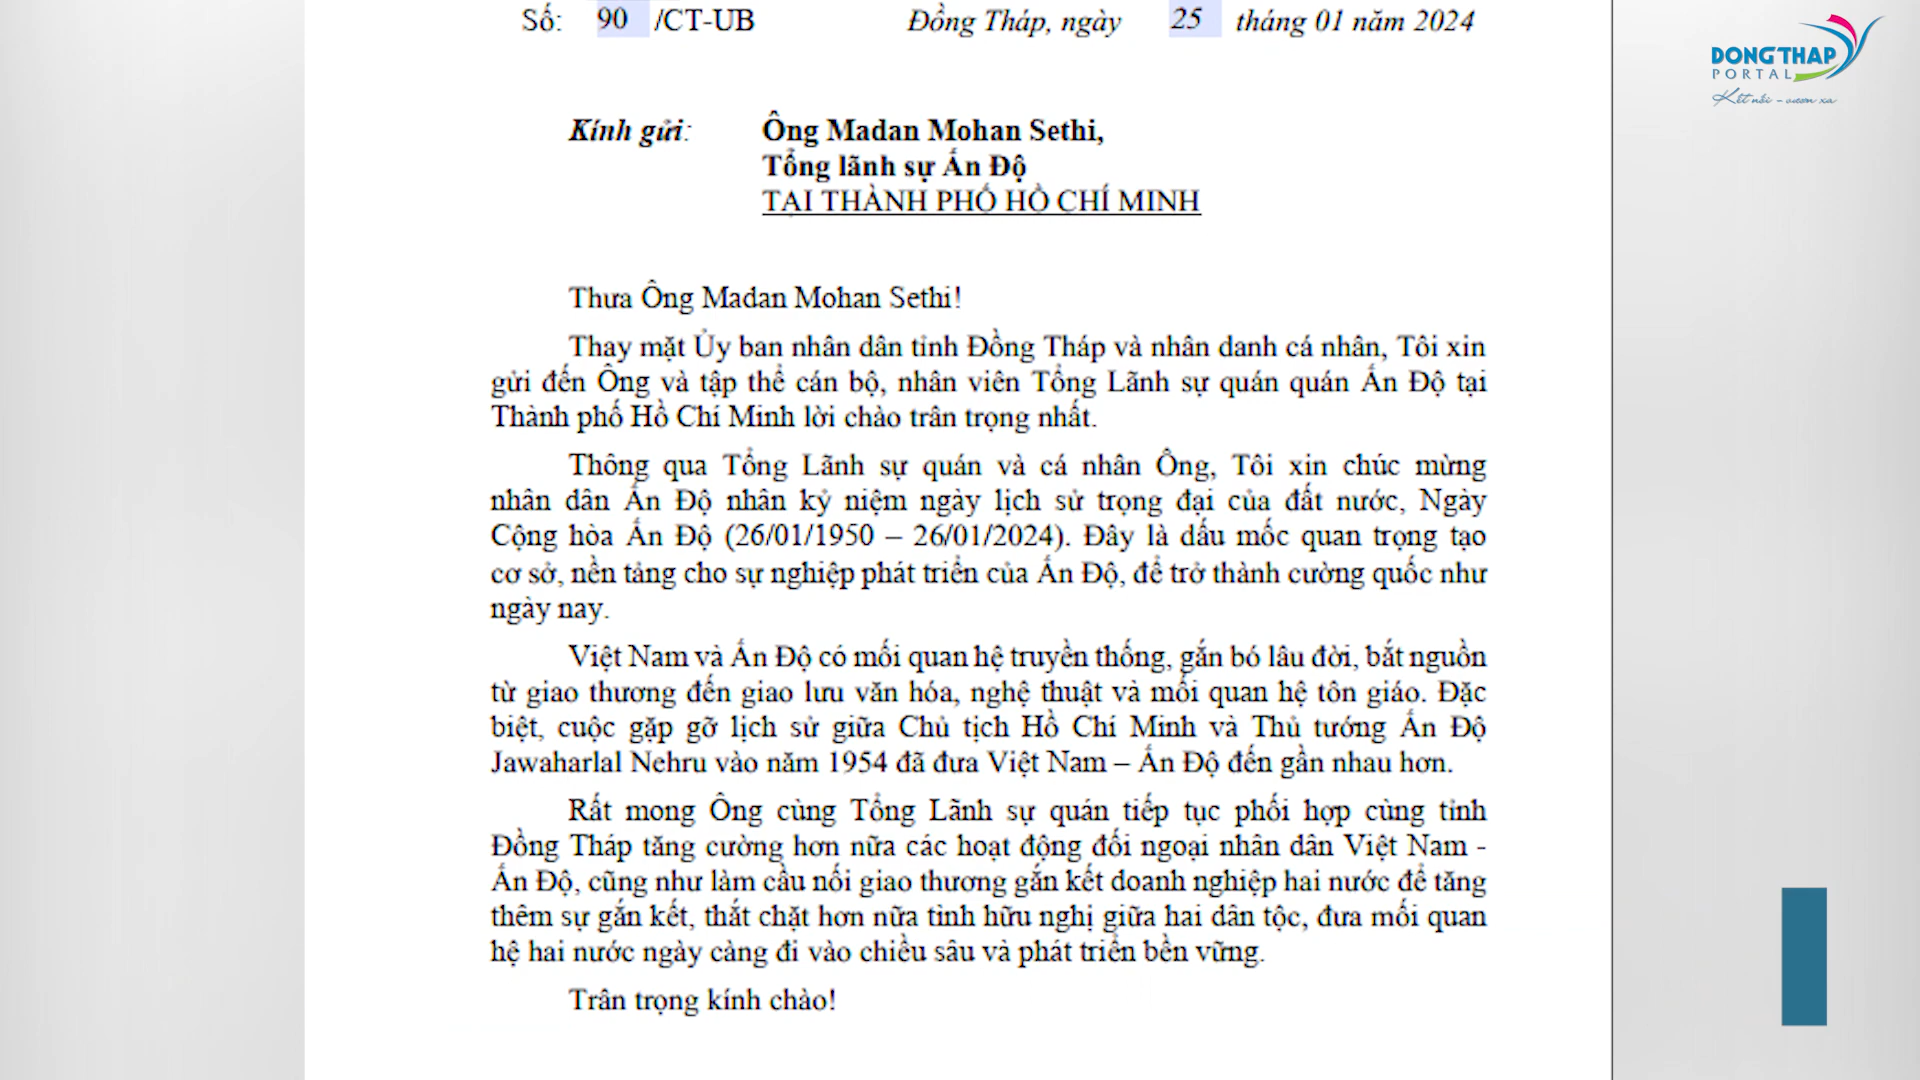 Số: 90 /CT-UB Đồng Tháp, ngày 25 tháng 01 năm 2024
DONGTHAP
PORTAL
Kết nối - vươn xa
Kính gửi: Ông Madan Mohan Sethi,
Tổng lãnh sự Ấn Độ
TẠI THÀNH PHỐ HỒ CHÍ MINH
Thưa Ông Madan Mohan Sethi!
Thay mặt Ủy ban nhân dân tỉnh Đồng Tháp và nhân danh cá nhân, Tôi xin
gửi đến Ông và tập thể cán bộ, nhân viên Tổng Lãnh sự quán quán Ấn Độ tại
Thành phố Hồ Chí Minh lời chào trân trọng nhất.
Thông qua Tổng Lãnh sự quán và cá nhân Ông, Tôi xin chúc mừng
nhân dân Ấn Độ nhân kỷ niệm ngày lịch sử trọng đại của đất nước, Ngày
Cộng hòa Ấn Độ (26/01/1950 – 26/01/2024). Đây là dấu mốc quan trọng tạo
cơ sở, nền tảng cho sự nghiệp phát triển của Ấn Độ, để trở thành cường quốc như
ngày nay.
Việt Nam và Ấn Độ có mối quan hệ truyền thống, gắn bó lâu đời, bắt nguồn
từ giao thương đến giao lưu văn hóa, nghệ thuật và mối quan hệ tôn giáo. Đặc
biệt, cuộc gặp gỡ lịch sử giữa Chủ tịch Hồ Chí Minh và Thủ tướng Ấn Độ
Jawaharlal Nehru vào năm 1954 đã đưa Việt Nam – Ấn Độ đến gần nhau hơn.
Rất mong Ông cùng Tổng Lãnh sự quán tiếp tục phối hợp cùng tỉnh
Đồng Tháp tăng cường hơn nữa các hoạt động đối ngoại nhân dân Việt Nam -
Ấn Độ, cũng như làm cầu nối giao thương gắn kết doanh nghiệp hai nước để tăng
thêm sự gắn kết, thắt chặt hơn nữa tình hữu nghị giữa hai dân tộc, đưa mối quan
hệ hai nước ngày càng đi vào chiều sâu và phát triển bền vững.
Trân trọng kính chào!